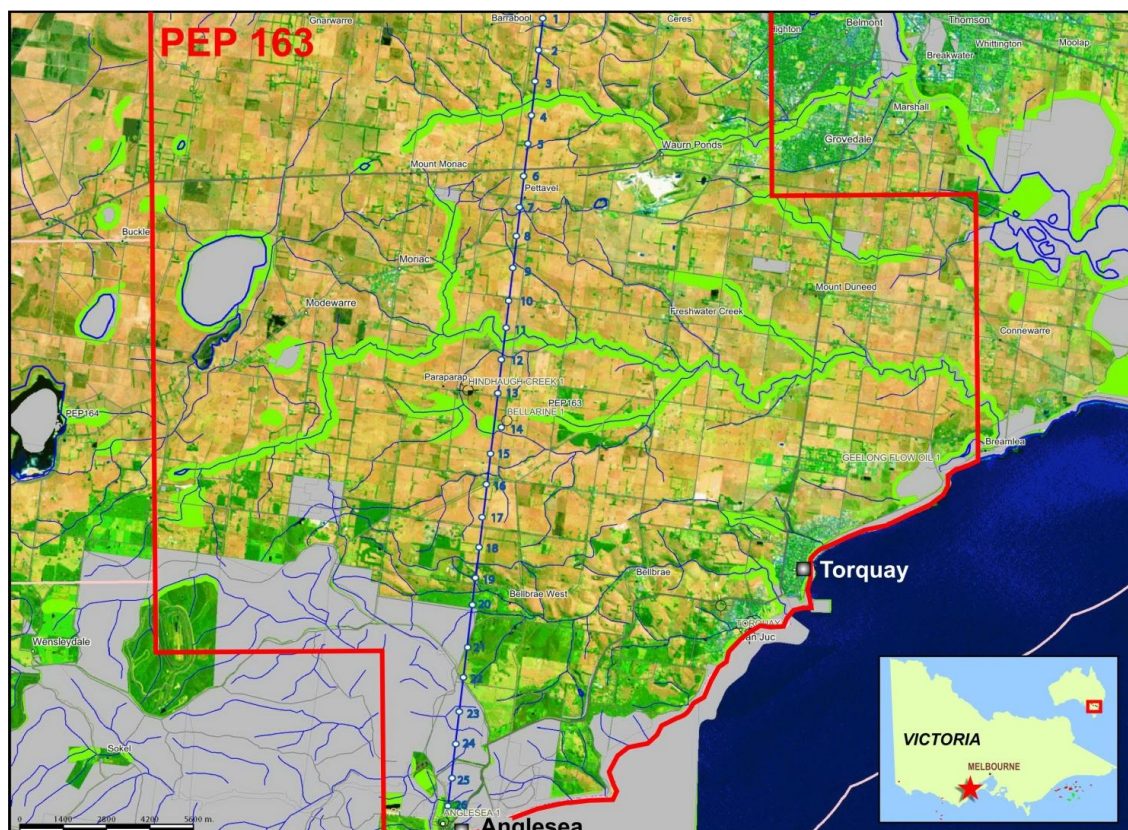 Gnarwarre
Barrabool
1
Ceres
Belmont
Thomson
PEP 163
2
Breakwater
Whittington
Moolap
3
4
Marshall
5
Waurn Ponds
Grovedale
Mount Moriac
6
Pettavel
7
Buckle
8
Moriac
9
Mount Duneed
Modewarre
10
Freshwater Creek
11
Connewarre
12
Paraparap
HINDHAUGH CREEK 1
13
PEP164
PEP163
BELLARINE 1
14
Breamlea
15
GEELONG FLOW OIL 1
16
17
18
Bellbrae
19
Torquay
Bellbrae West
20
TORQUAY
Wensleydale
21
an Juc
22
23
VICTORIA
24
Sokel
MELBOURNE
25
26
ANGLESEA 1
0 1400 2800 4200 5600 m.
Anglesea